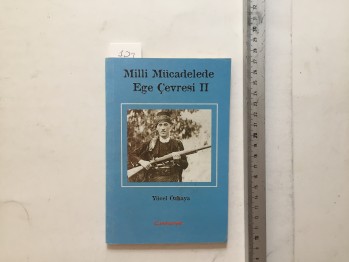 Milli Mücadelede
Ege Çevresi II
Yücel Özkaya